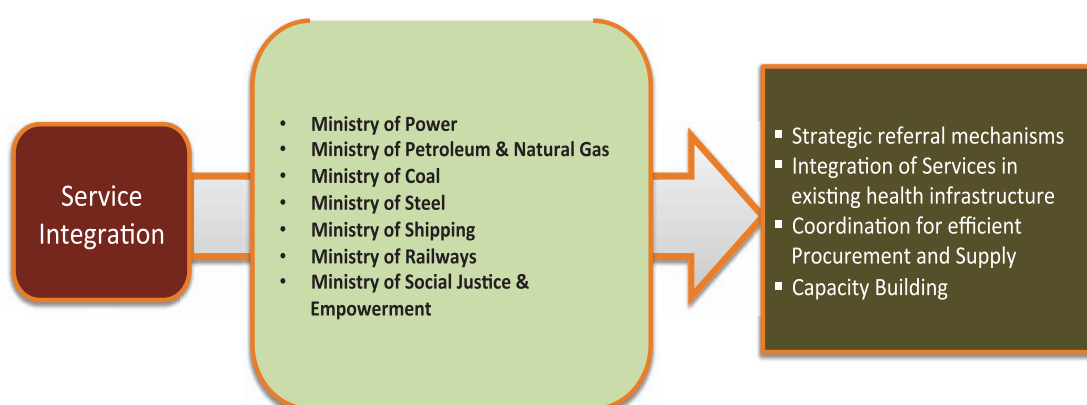 Service
Integration
• Ministry of Power
• Ministry of Petroleum & Natural Gas
• Ministry of Coal
• Ministry of Steel
• Ministry of Shipping
• Ministry of Railways
• Ministry of Social Justice &
Empowerment
▪ Strategic referral mechanisms
▪ Integration of Services in
existing health infrastructure
▪ Coordination for efficient
Procurement and Supply
▪ Capacity Building